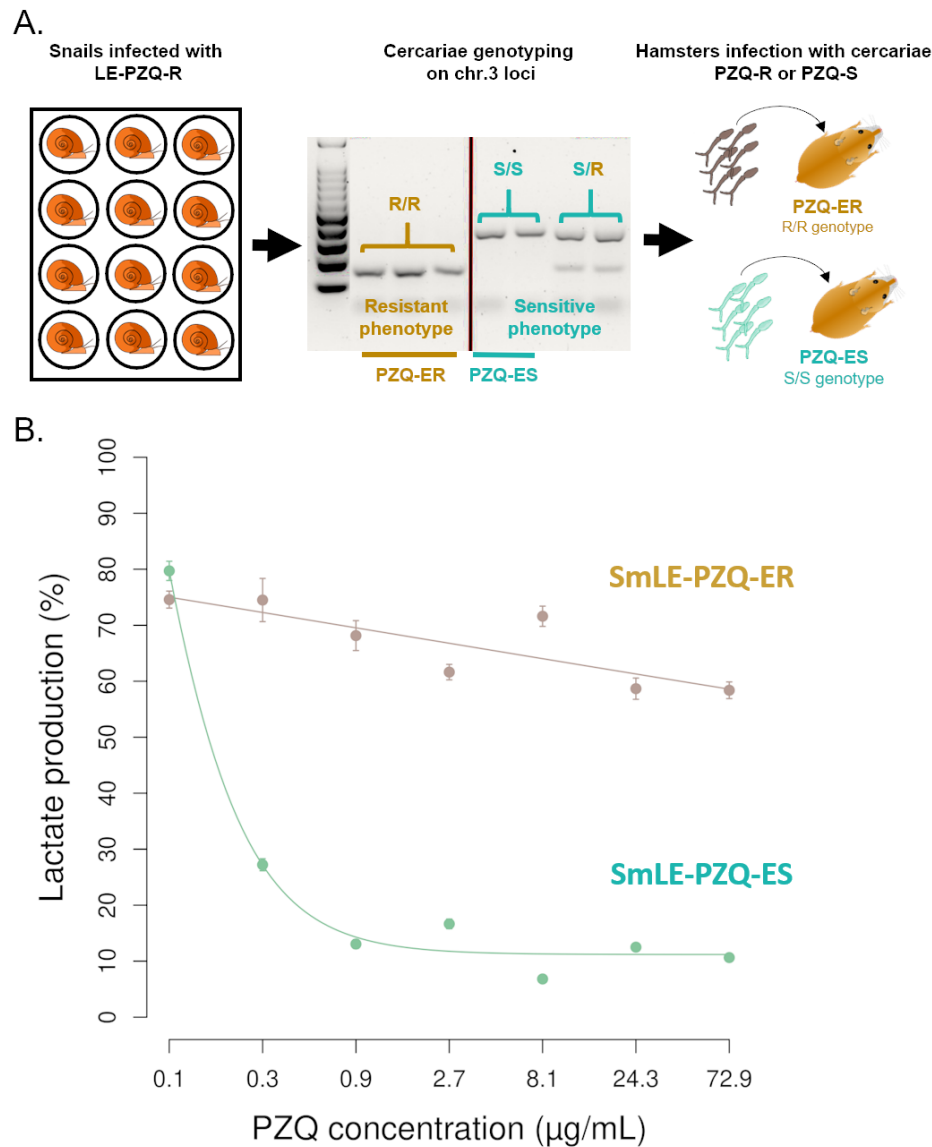 A.
Snails infected with
LE-PZQ-R
Cercariae genotyping
on chr.3 loci
Hamsters infection with cercariae
PZQ-R or PZQ-S
R/R
S/S
S/R
Resistant
phenotype
Sensitive
phenotype
PZQ-ER
PZQ-ES
PZQ-ER
R/R genotype
PZQ-ES
S/S genotype
B.
Lactate production (%)
100
90
80
70
60
50
40
30
20
10
0
SmLE-PZQ-ER
SmLE-PZQ-ES
0.1 0.3 0.9 2.7 8.1 24.3 72.9
PZQ concentration (µg/mL)